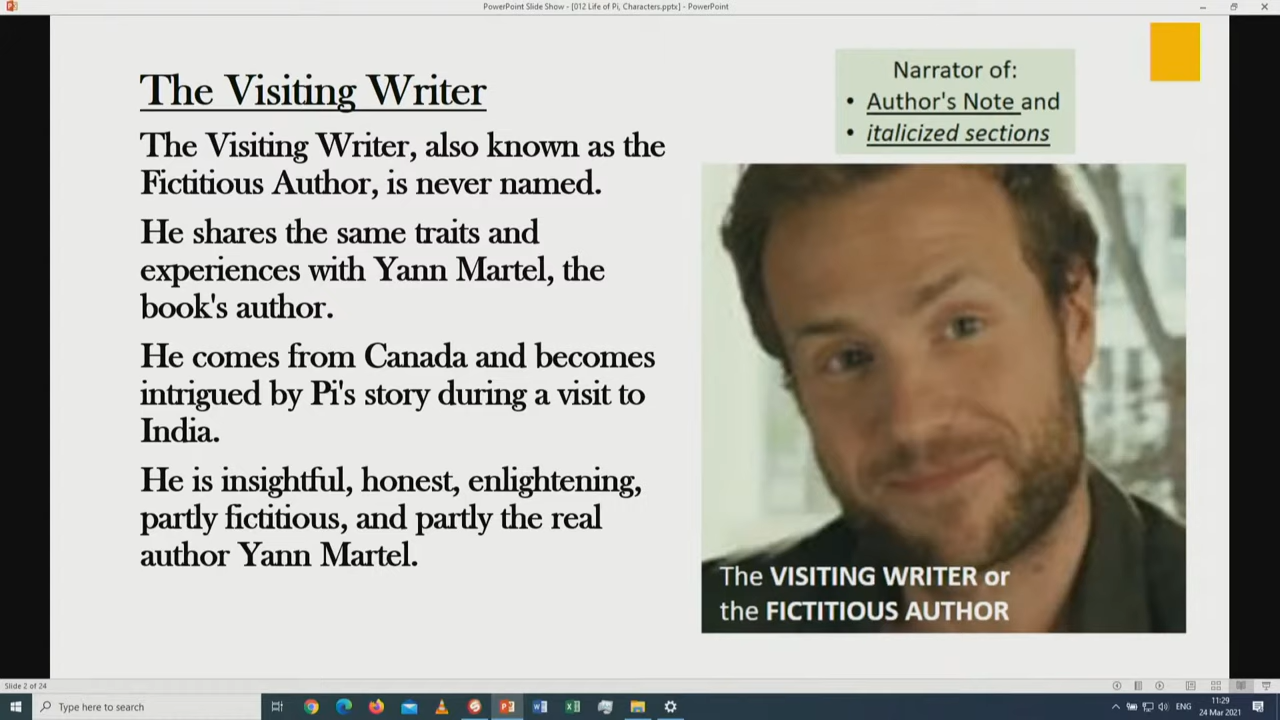 PowerPoint Slide Show - [012 Life of Pi, Characters.pptx] - PowerPoint
The Visiting Writer
The Visiting Writer, also known as the
Fictitious Author, is never named.
He shares the same traits and
experiences with Yann Martel, the
book's author.
He comes from Canada and becomes
intrigued by Pi's story during a visit to
India.
He is insightful, honest, enlightening,
partly fictitious, and partly the real
author Yann Martel.
Narrator of:
• Author's Note and
• italicized sections
The VISITING WRITER or
the FICTITIOUS AUTHOR
Slide 2 of 24
Type here to search
ENG
11:29
24 Mar 2021